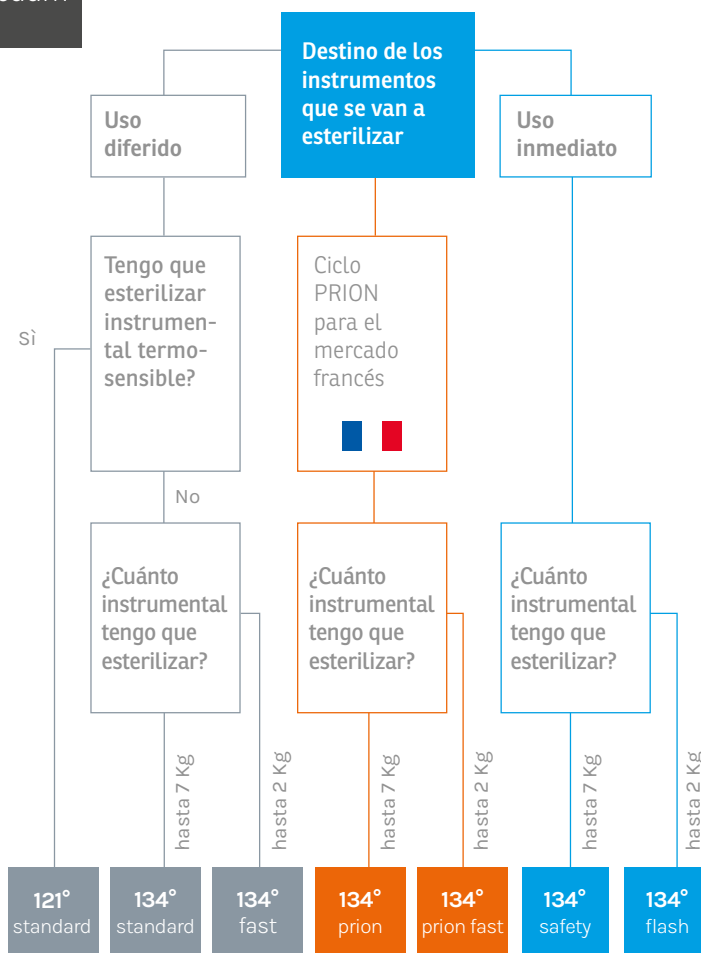 Destino de los
instrumentos
que se van a
esterilizar
Uso
diferido
Uso
inmediato
Tengo que
esterilizar
instrumen-
tal termo-
sensible?
Ciclo
PRION
para el
mercado
francés
Sì
No
¿Cuánto
instrumental
tengo que
esterilizar?
¿Cuánto
instrumental
tengo que
esterilizar?
¿Cuánto
instrumental
tengo que
esterilizar?
hasta 7 Kg
hasta 2 Kg
hasta 7 Kg
hasta 2 Kg
hasta 7 Kg
hasta 2 Kg
121°
standard
134°
standard
134°
fast
134°
prion
134°
prion fast
134°
safety
134°
flash